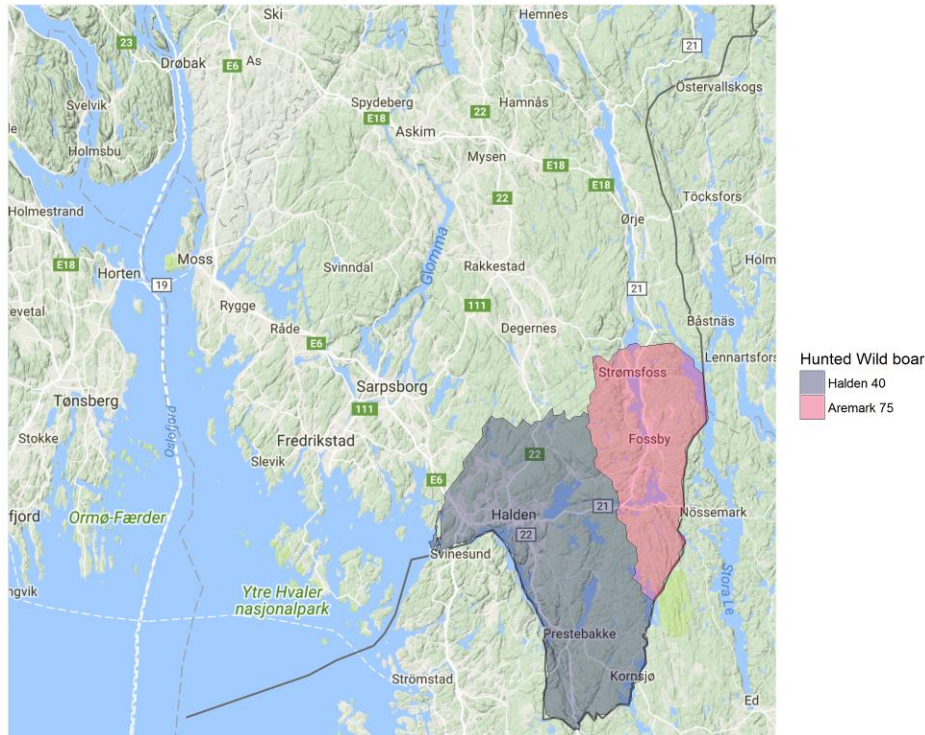 Ski
Hemnes
23
21
Drøbak
E6
As
Östervallskogs
Svelvik
Spydeberg
22
Hamnås
E18
Askim
Holmsbu
Mysen
E18
E18
Töcksfors
22
Holmestrand
Ørje
Glomma
E18
Horten
Moss
Svinndal
Rakkestad
Holm
19
21
Rygge
111
evetal
Råde
Degernes
Båstnäs
E6
Lennartsfors
Hunted Wild boar
Strømsfoss
Halden 40
Sarpsborg
Aremark 75
Tønsberg
111
Oslofjord
Stokke
Fredrikstad
Fossby
Slevik
22
E6
21
fjord
Ormø-Færder
Halden
Nössemark
22
Svinesund
Stora Le
ngvik
Ytre Hvaler
nasjonalpark
Prestebakke
Strömstad
Kornsjø
Ed